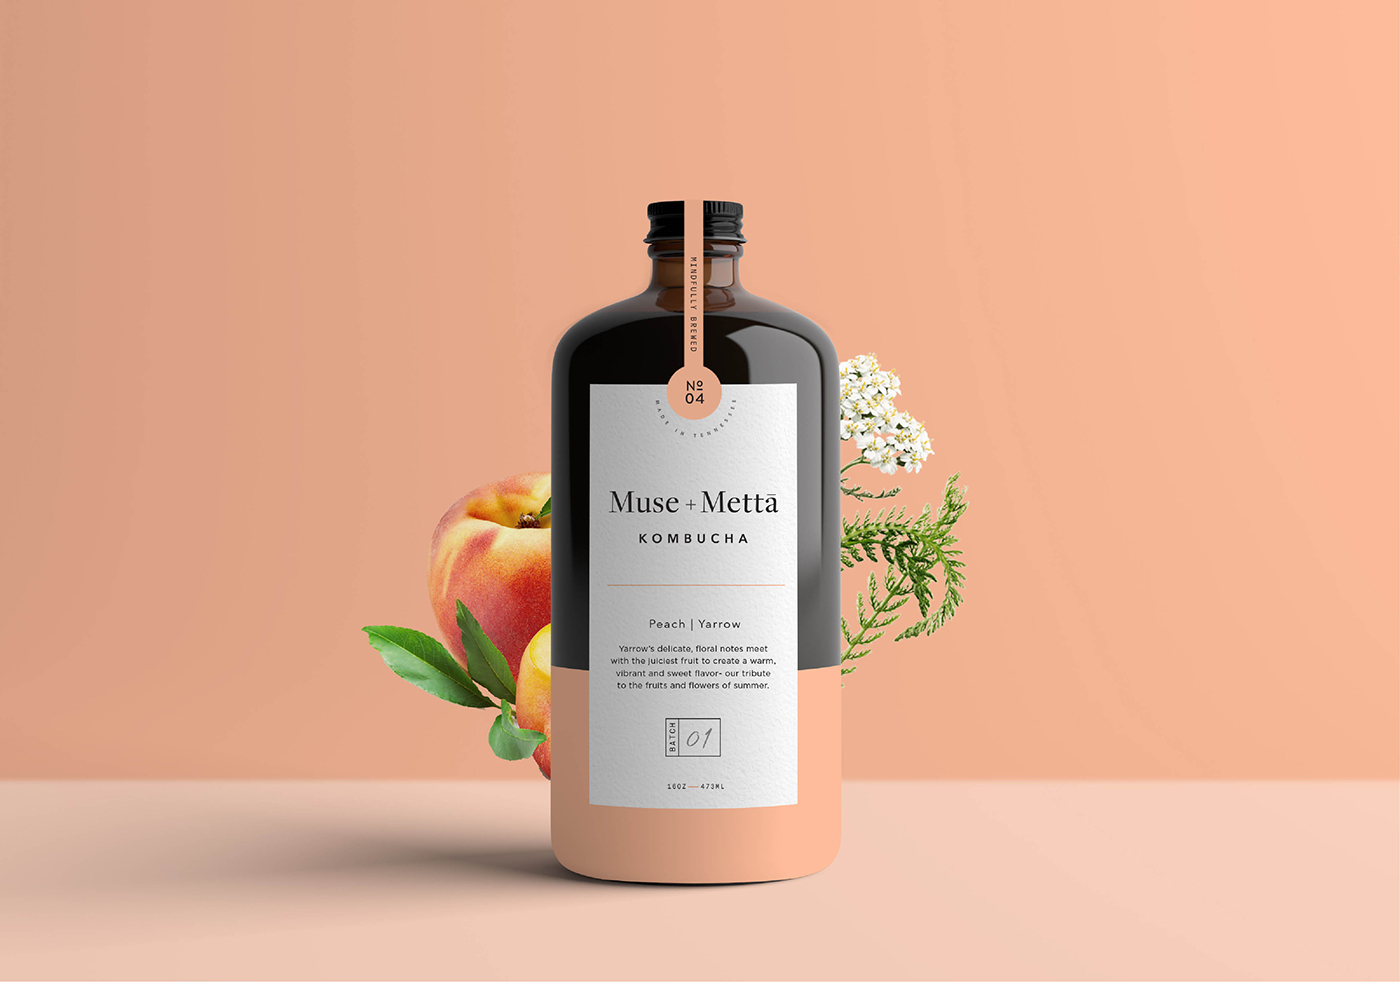 MINDFULLY BREWED
Nº
04
MADE IN TENNESSEE
Muse + Mettā
KOMBUCHA
Peach | Yarrow
Yarrow's delicate, floral notes meet
with the juiciest fruit to create a warm,
vibrant and sweet flavor- our tribute
to the fruits and flowers of summer.
BATCH
01
16OZ—473ML